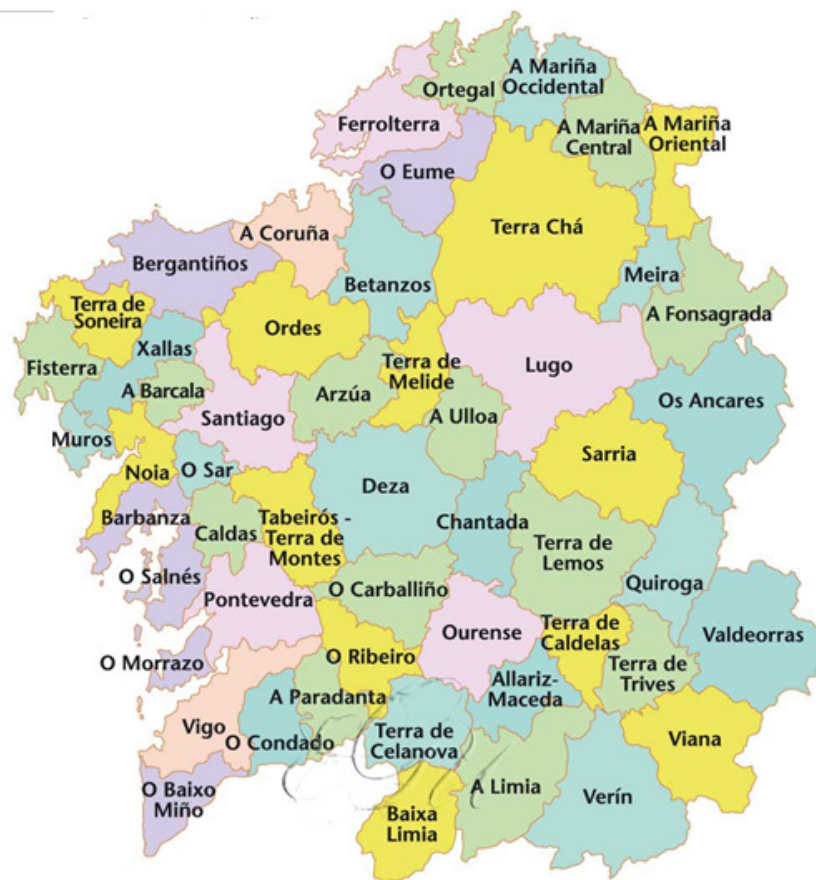 Ortegal
A Mariña
Occidental
Ferrolterra
A Mariña
Central
A Mariña
Oriental
O Eume
Terra Chá
A Coruña
Bergantiños
Betanzos
Meira
Terra de
Soneira
Ordes
A Fonsagrada
Xallas
Fisterra
Terra de
Melide
Lugo
A Barcala
Arzúa
Os Ancares
Santiago
A Ulloa
Muros
Sarria
Noia
O Sar
Deza
Barbanza
Caldas
Tabeirós -
Terra de
Montes
Chantada
Terra de
Lemos
O Salnés
Quiroga
Pontevedra
O Carballiño
Ourense
Terra de
Caldelas
Valdeorras
O Morrazo
O Ribeiro
Terra de
Trives
Allariz-
Maceda
A Paradanta
Vigo
O Condado
Terra de
Celanova
Viana
O Baixo
Miño
A Limia
Verín
Baixa
Limia